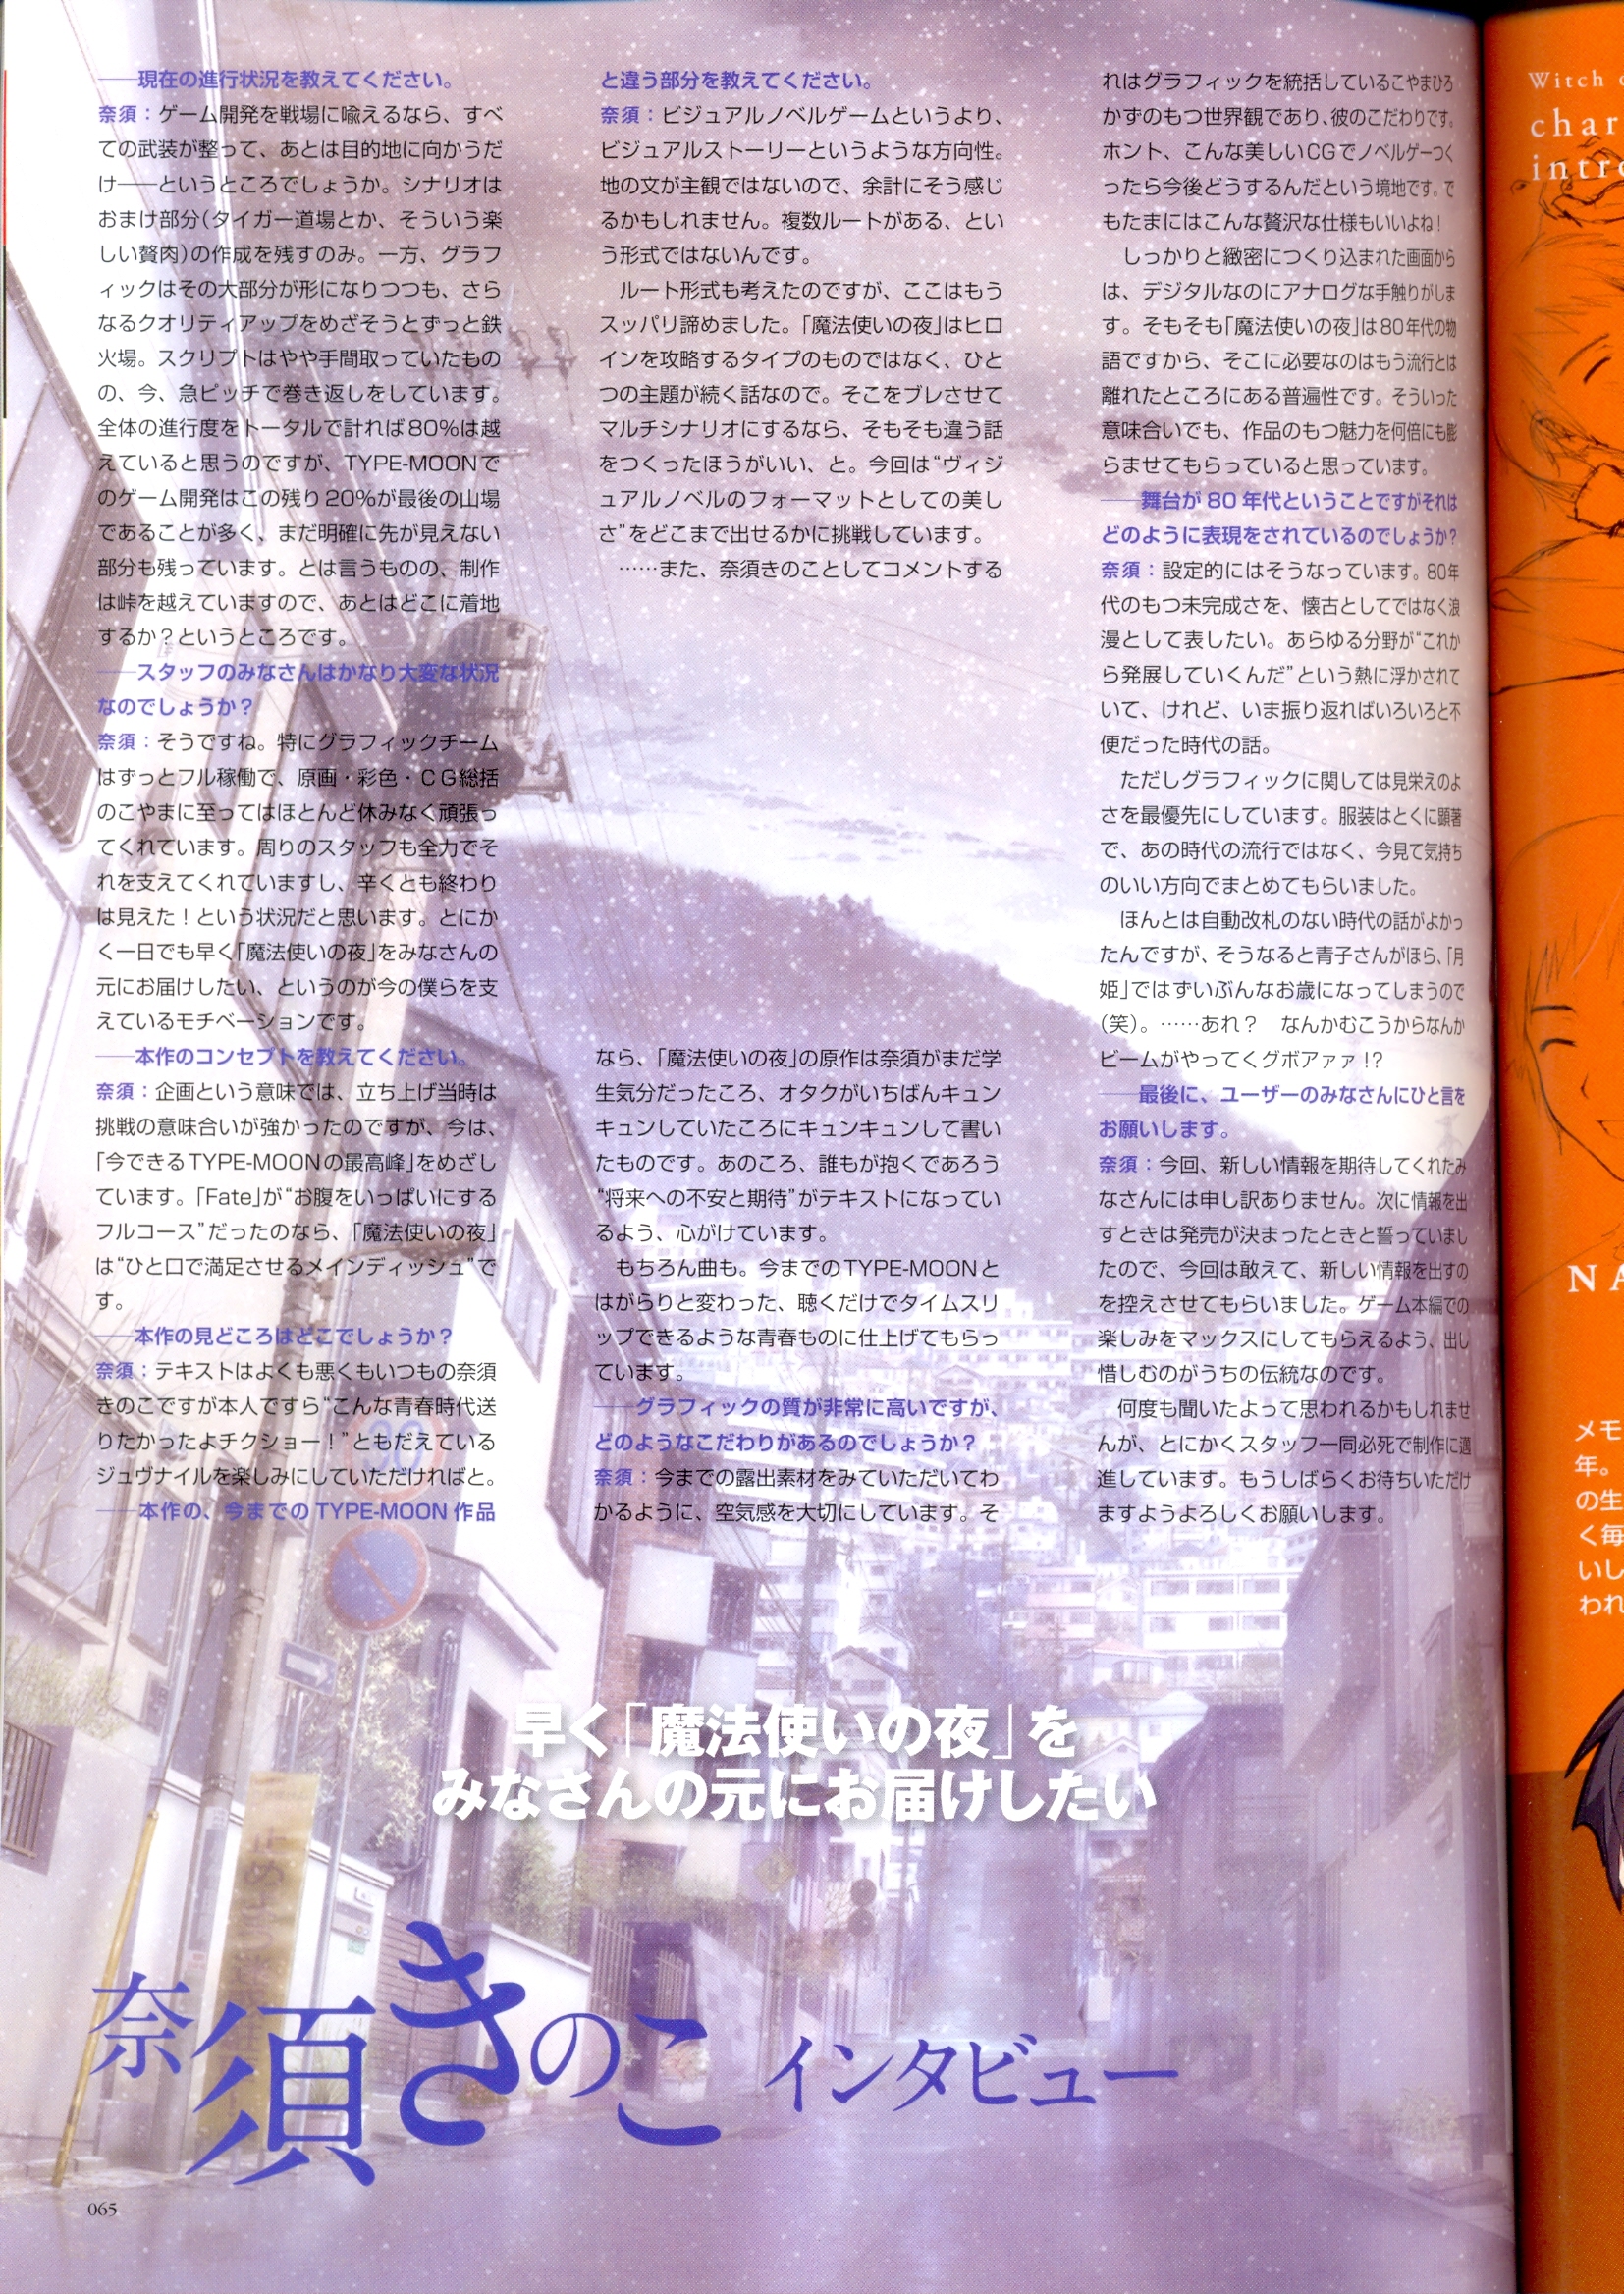 ――現在の進行状況を教えてください。
奈須：ゲーム開発を戦場に喩えるなら、すべ
ての武装が整って、あとは目的地に向かうだ
け――というところでしょうか。シナリオは
おまけ部分（タイガー道場とか、そういう楽
しい贅肉）の作成を残すのみ。一方、グラフ
ィックはその大部分が形になりつつも、さら
なるクオリティアップをめざそうとずっと鉄
火場。スクリプトはやや手間取っていたもの
の、今、急ピッチで巻き返しをしています。
全体の進行度をトータルで計れば80％は越
えていると思うのですが、TYPE-MOONで
のゲーム開発はこの残り20％が最後の山場
であることが多く、まだ明確に先が見えない
部分も残っています。とは言うものの、制作
は峠を越えていますので、あとはどこに着地
するか？というところです。
――スタッフのみなさんはかなり大変な状況
なのでしょうか？
奈須：そうですね。特にグラフィックチーム
はずっとフル稼働で、原画・彩色・ＣＧ総括
のこやまに至ってはほとんど休みなく頑張っ
てくれています。周りのスタッフも全力でそ
れを支えてくれていますし、辛くとも終わり
は見えた！という状況だと思います。とにか
く一日でも早く｢魔法使いの夜｣をみなさんの
元にお届けしたい、というのが今の僕らを支
えているモチベーションです。
――本作のコンセプトを教えてください。
奈須：企画という意味では、立ち上げ当時は
挑戦の意味合いが強かったのですが、今は、
「今できるTYPE-MOONの最高峰」をめざし
ています。「Fate」が“お腹をいっぱいにする
フルコース”だったのなら、「魔法使いの夜」
は“ひと口で満足させるメインディッシュ”で
す。
――本作の見どころはどこでしょうか？
奈須：テキストはよくも悪くもいつもの奈須
きのこですが本人ですら“こんな青春時代送
りたかったよチクショー！”ともだえている
ジュヴナイルを楽しみにしていただければと。
――本作の、今までの TYPE-MOON 作品
と違う部分を教えてください。
奈須：ビジュアルノベルゲームというより、
ビジュアルストーリーというような方向性。
地の文が主観ではないので、余計にそう感じ
るかもしれません。複数ルートがある、とい
う形式ではないんです。
ルート形式も考えたのですが、ここはもう
スッパリ諦めました。「魔法使いの夜」はヒロ
インを攻略するタイプのものではなく、ひと
つの主題が続く話なので。そこをブレさせて
マルチシナリオにするなら、そもそも違う話
をつくったほうがいい、と。今回は“ヴィジ
ュアルノベルのフォーマットとしての美し
さ”をどこまで出せるかに挑戦しています。
……また、奈須きのことしてコメントする
なら、「魔法使いの夜」の原作は奈須がまだ学
生気分だったころ、オタクがいちばんキュン
キュンしていたころにキュンキュンして書い
たものです。あのころ、誰もが抱くであろう
“将来への不安と期待”がテキストになってい
るよう、心がけています。
もちろん曲も。今までのTYPE-MOONと
はがらりと変わった、聴くだけでタイムスリ
ップできるような青春ものに仕上げてもらっ
ています。
――グラフィックの質が非常に高いですが、
どのようなこだわりがあるのでしょうか？
奈須：今までの露出素材をみていただいてわ
かるように、空気感を大切にしています。そ
れはグラフィックを統括しているこやまひろ
かずのもつ世界観であり、彼のこだわりです。
ホント、こんな美しいCGでノベルゲーつく
ったら今後どうするんだという境地です。で
もたまにはこんな贅沢な仕様もいいよね！
しっかりと緻密につくり込まれた画面から
は、デジタルなのにアナログな手触りがしま
す。そもそも「魔法使いの夜」は80年代の物
語ですから、そこに必要なのはもう流行とは
離れたところにある普遍性です。そういった
意味合いでも、作品のもつ魅力を何倍にも膨
らませてもらっていると思っています。
――舞台が 80 年代ということですがそれは
どのように表現をされているのでしょうか？
奈須：設定的にはそうなっています。80年
代のもつ未完成さを、懐古としてではなく浪
漫として表したい。あらゆる分野が“これか
ら発展していくんだ”という熱に浮かされて
いて、けれど、いま振り返ればいろいろと不
便だった時代の話。
ただしグラフィックに関しては見栄えのよ
さを最優先にしています。服装はとくに顕著
で、あの時代の流行ではなく、今見て気持ち
のいい方向でまとめてもらいました。
ほんとは自動改札のない時代の話がよかっ
たんですが、そうなると青子さんがほら、「月
姫」ではずいぶんなお歳になってしまうので
（笑）。……あれ？　なんかむこうからなんか
ビームがやってくグボアァァ！？
――最後に、ユーザーのみなさんにひと言を
お願いします。
奈須：今回、新しい情報を期待してくれたみ
なさんには申し訳ありません。次に情報を出
すときは発売が決まったときと誓っていまし
たので、今回は敢えて、新しい情報を出すの
を控えさせてもらいました。ゲーム本編での
楽しみをマックスにしてもらえるよう、出し
惜しむのがうちの伝統なのです。
何度も聞いたよって思われるかもしれませ
んが、とにかくスタッフ一同必死で制作に邁
進しています。もうしばらくお待ちいただけ
ますようよろしくお願いします。
早く「魔法使いの夜」を
みなさんの元にお届けしたい
奈須きのこ インタビュー
065
Witch
char
intro
NA
メモ
年。
の生
く毎
いし
われ